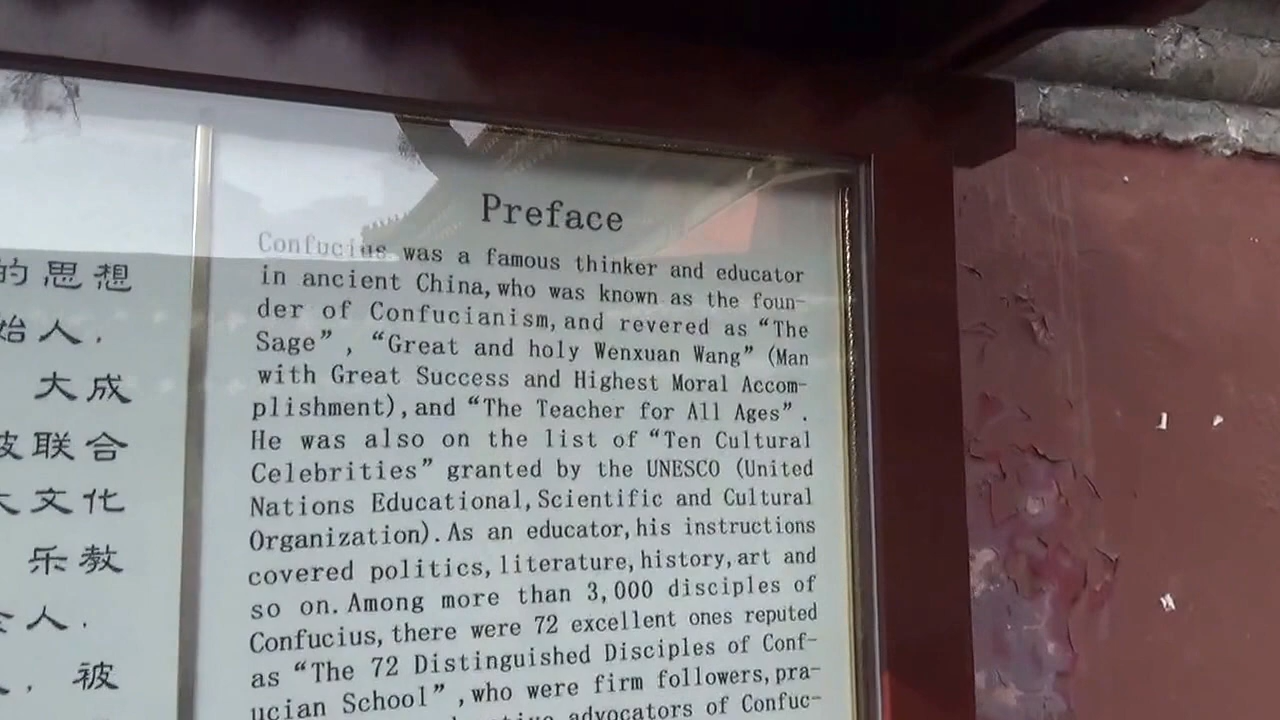 的思想
始人，
大成
被联合
大文化
乐教
人，
，被
Preface
Confucius was a famous thinker and educator
in ancient China, who was known as the foun-
der of Confucianism, and revered as “The
Sage”, “Great and holy Wenxuan Wang” (Man
with Great Success and Highest Moral Accom-
plishment), and “The Teacher for All Ages”.
He was also on the list of “Ten Cultural
Celebrities” granted by the UNESCO (United
Nations Educational, Scientific and Cultural
Organization). As an educator, his instructions
covered politics, literature, history, art and
so on. Among more than 3,000 disciples of
Confucius, there were 72 excellent ones reputed
as “The 72 Distinguished Disciples of Conf-
ucian School”, who were firm followers, pra-
advocators of Confuc-